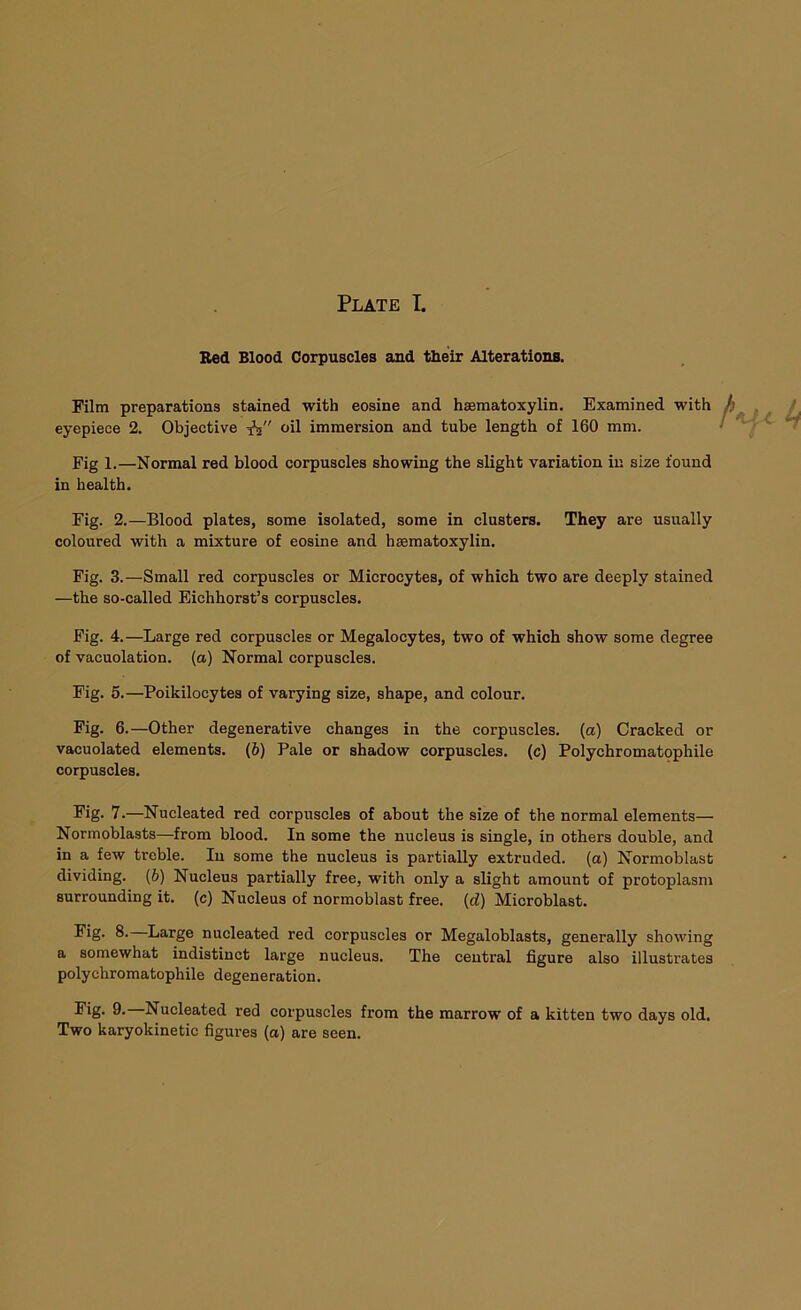 PLATE I.
Red Blood Corpuscles and their Alterations.
Film preparations stained with eosine and hæmatoxylin. Examined with
eyepiece 2. Objective 1/12″ oil immersion and tube length of 160 mm.
Fig 1.—Normal red blood corpuscles showing the slight variation in size found
in health.
Fig. 2.—Blood plates, some isolated, some in clusters. They are usually
coloured with a mixture of eosine and hæmatoxylin.
Fig. 3.—Small red corpuscles or Microcytes, of which two are deeply stained
—the so-called Eichhorst's corpuscles.
Fig. 4.—Large red corpuscles or Megalocytes, two of which show some degree
of vacuolation. (a) Normal corpuscles.
Fig. 5.—Poikilocytes of varying size, shape, and colour.
Fig. 6.—Other degenerative changes in the corpuscles. (a) Cracked or
vacuolated elements. (b) Pale or shadow corpuscles. (c) Polychromatophile
corpuscles.
Fig. 7.—Nucleated red corpuscles of about the size of the normal elements—
Normoblasts—from blood. In some the nucleus is single, in others double, and
in a few treble. In some the nucleus is partially extruded. (a) Normoblast
dividing. (b) Nucleus partially free, with only a slight amount of protoplasm
surrounding it. (c) Nucleus of normoblast free. (d) Microblast.
Fig. 8.—Large nucleated red corpuscles or Megaloblasts, generally showing
a somewhat indistinct large nucleus. The central figure also illustrates
polychromatophile degeneration.
Fig. 9.—Nucleated red corpuscles from the marrow of a kitten two days old.
Two karyokinetic figures (a) are seen.